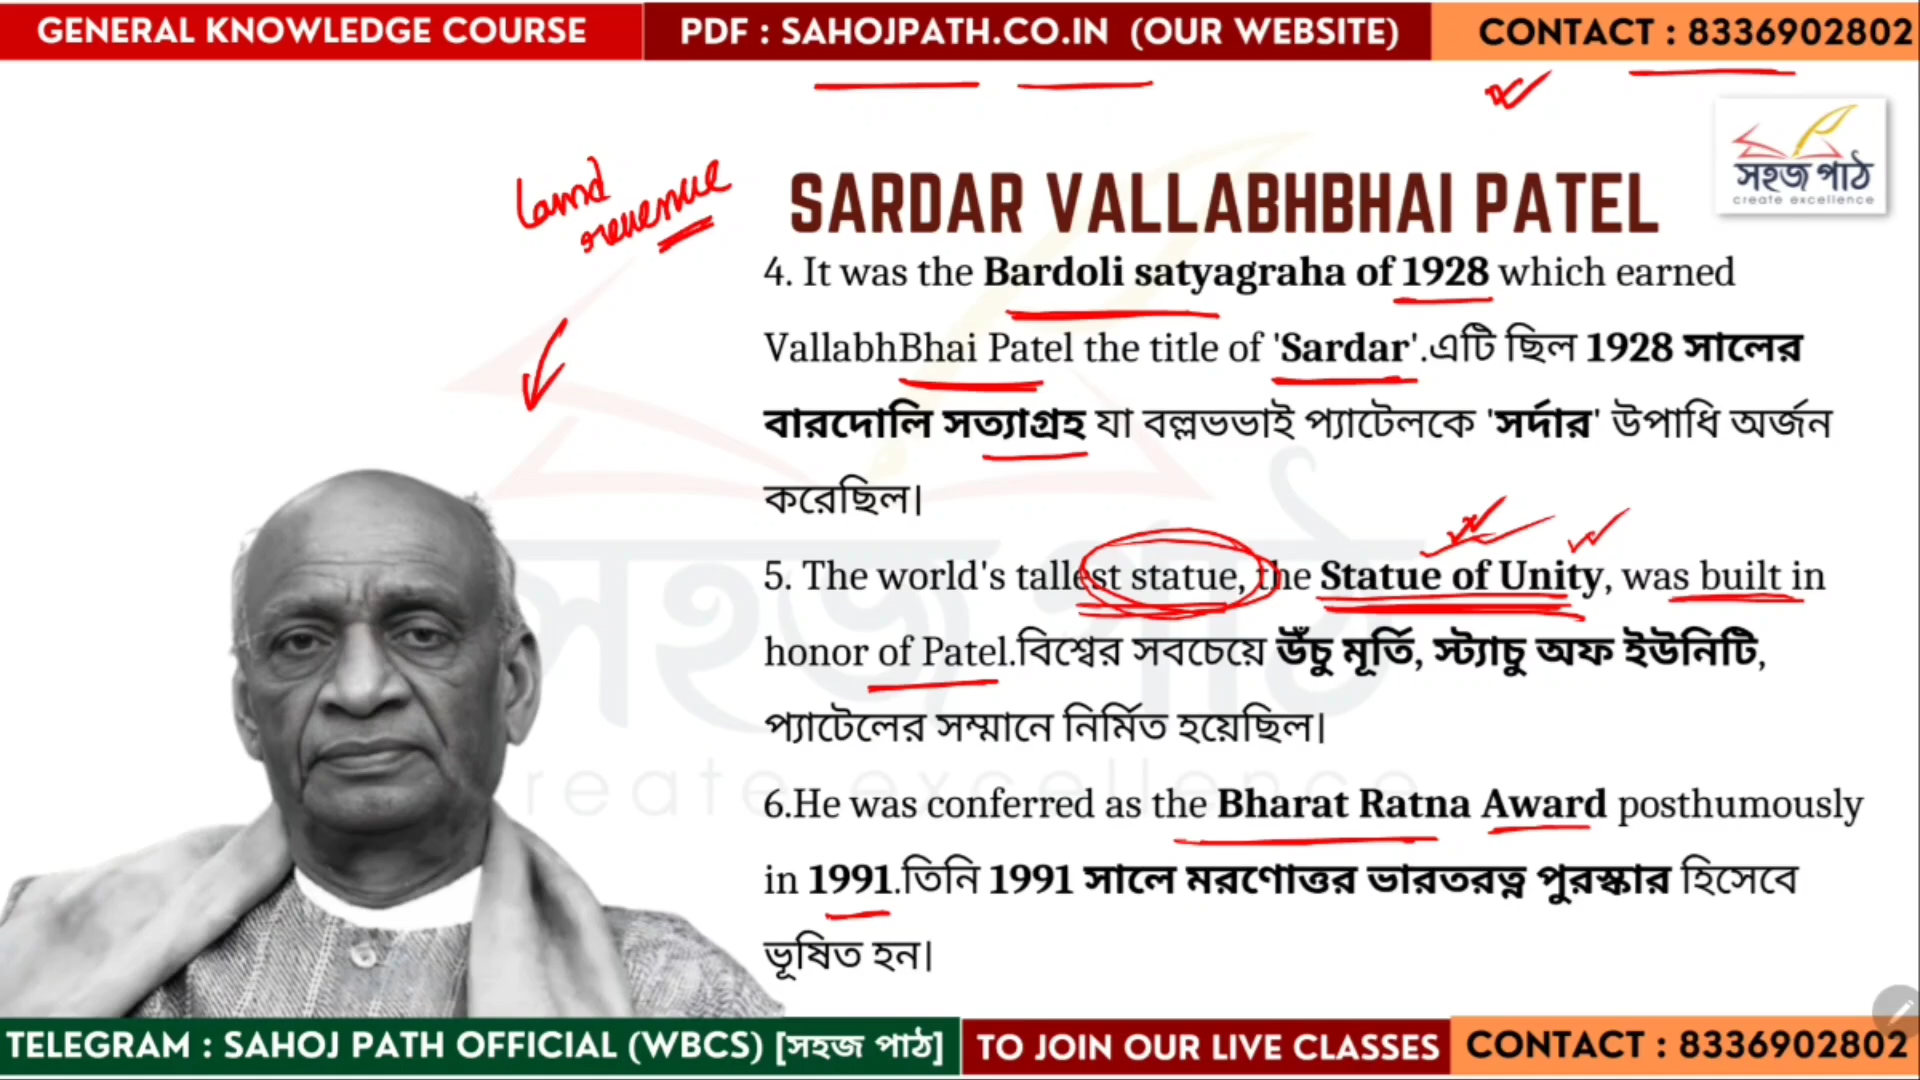 GENERAL KNOWLEDGE COURSE
PDF : SAHOJPATH.CO.IN (OUR WEBSITE)
CONTACT : 8336902802
সহজ পাঠ
create excellence
Land
revenue
SARDAR VALLABHBHAI PATEL
4. It was the Bardoli satyagraha of 1928 which earned
VallabhBhai Patel the title of 'Sardar'.এটি ছিল 1928 সালের
বারদোলি সত্যাগ্রহ যা বল্লভভাই প্যাটেলকে 'সর্দার' উপাধি অর্জন
করেছিল।
5. The world's tallest statue, the Statue of Unity, was built in
honor of Patel.বিশ্বের সবচেয়ে উঁচু মূর্তি, স্ট্যাচু অফ ইউনিটি,
প্যাটেলের সম্মানে নির্মিত হয়েছিল।
6.He was conferred as the Bharat Ratna Award posthumously
in 1991.তিনি 1991 সালে মরণোত্তর ভারতরত্ন পুরস্কার হিসেবে
ভূষিত হন।
সহজ পাঠ
create excellence
TELEGRAM : SAHOJ PATH OFFICIAL (WBCS) [সহজ পাঠ]
TO JOIN OUR LIVE CLASSES
CONTACT : 8336902802